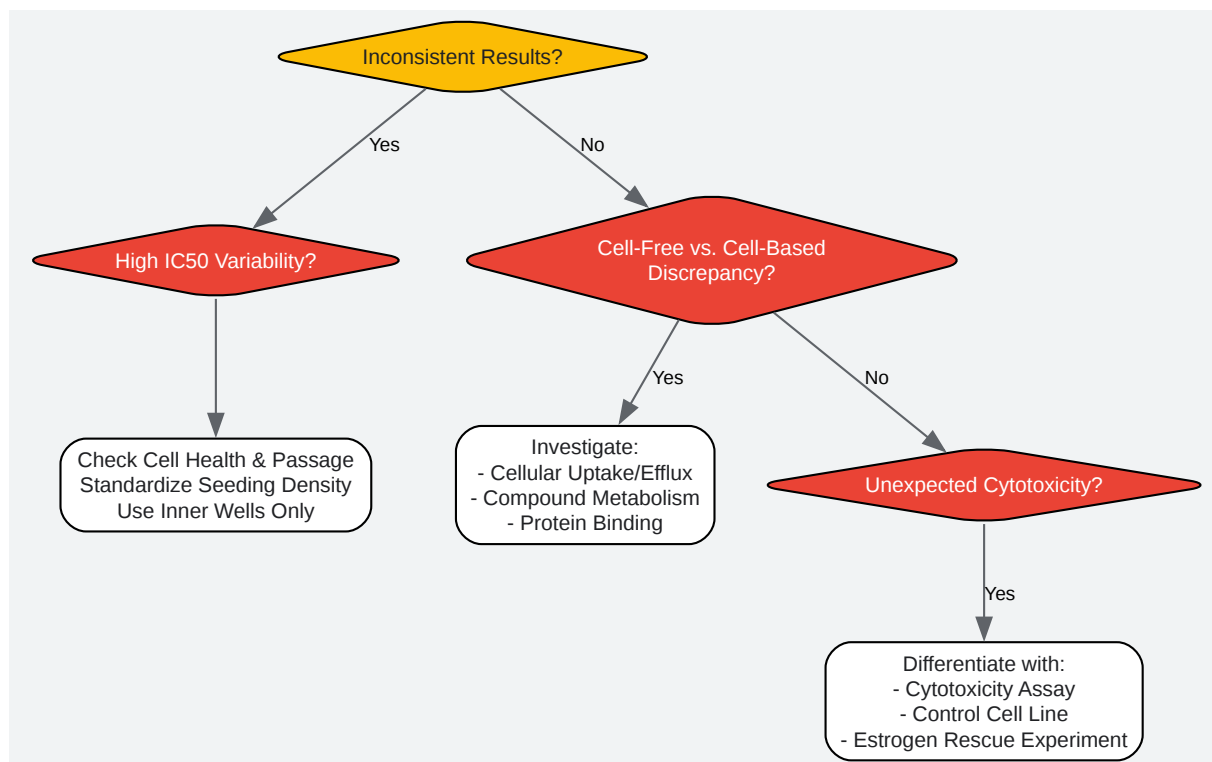 Inconsistent Results?
Yes
No
High IC50 Variability?
Cell-Free vs. Cell-Based
Discrepancy?
Yes
No
Check Cell Health & Passage
Standardize Seeding Density
Use Inner Wells Only
Investigate:
- Cellular Uptake/Efflux
- Compound Metabolism
- Protein Binding
Unexpected Cytotoxicity?
Yes
Differentiate with:
- Cytotoxicity Assay
- Control Cell Line
- Estrogen Rescue Experiment